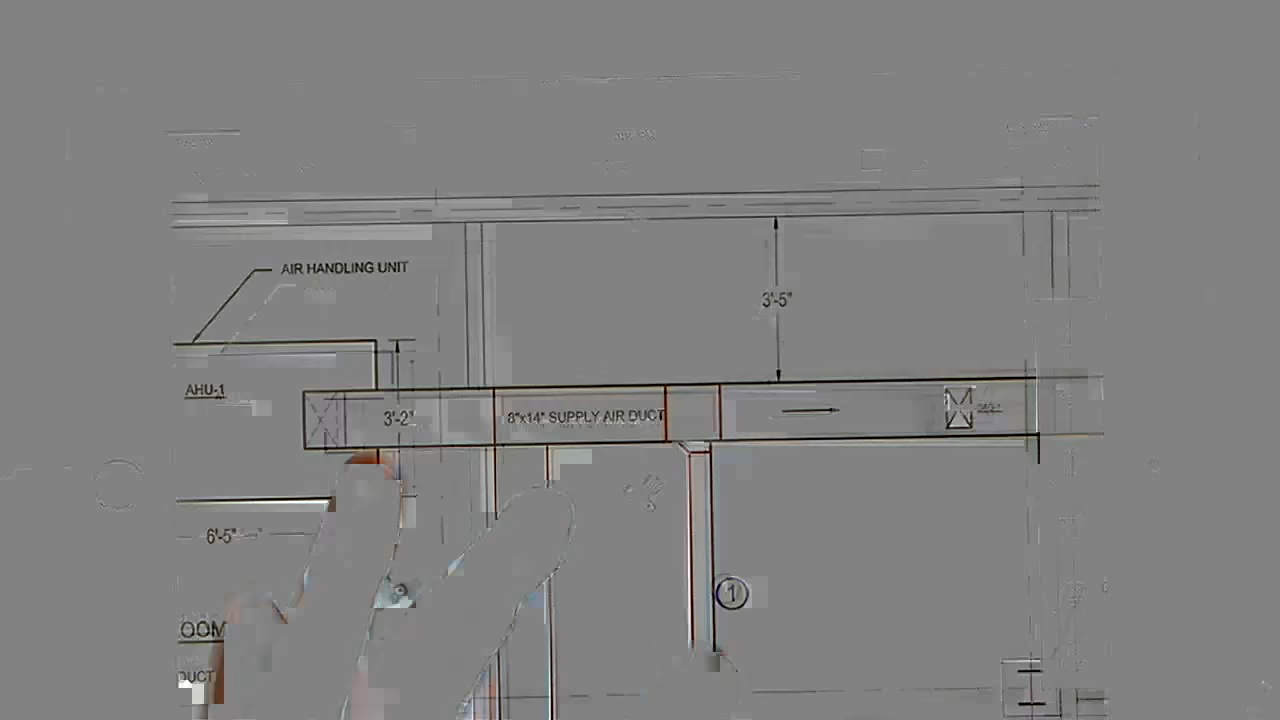 AIR HANDLING UNIT
3'-5"
AHU-1
3'-2"
8"x14" SUPPLY AIR DUCT
6'-5"
1
OOM
DUCT